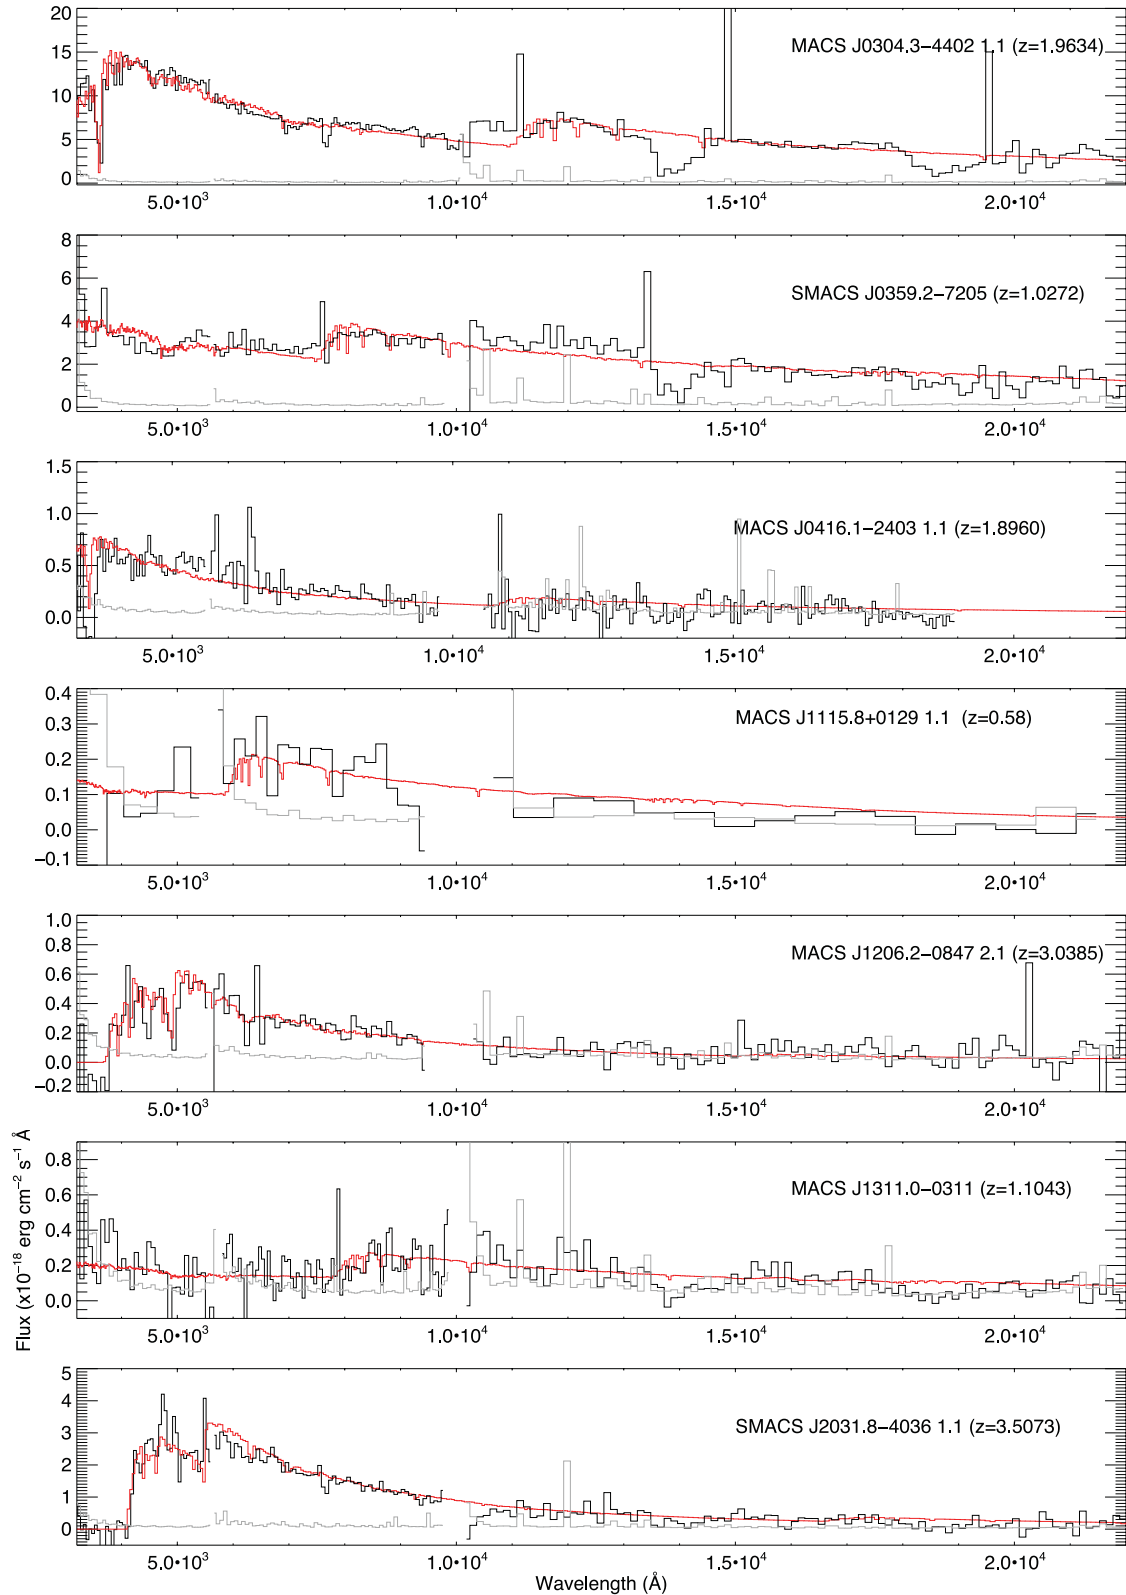 20
15
10
5
0
MACS J0304.3−4402 1.1 (z=1.9634)
5.0•10³ 1.0•10⁴ 1.5•10⁴ 2.0•10⁴
8
6
4
2
0
SMACS J0359.2−7205 (z=1.0272)
5.0•10³ 1.0•10⁴ 1.5•10⁴ 2.0•10⁴
1.5
1.0
0.5
0.0
MACS J0416.1−2403 1.1 (z=1.8960)
5.0•10³ 1.0•10⁴ 1.5•10⁴ 2.0•10⁴
0.4
0.3
0.2
0.1
0.0
−0.1
MACS J1115.8+0129 1.1 (z=0.58)
5.0•10³ 1.0•10⁴ 1.5•10⁴ 2.0•10⁴
1.0
0.8
0.6
0.4
0.2
0.0
−0.2
MACS J1206.2−0847 2.1 (z=3.0385)
5.0•10³ 1.0•10⁴ 1.5•10⁴ 2.0•10⁴
0.8
0.6
0.4
0.2
0.0
MACS J1311.0−0311 (z=1.1043)
5.0•10³ 1.0•10⁴ 1.5•10⁴ 2.0•10⁴
5
4
3
2
1
0
SMACS J2031.8−4036 1.1 (z=3.5073)
5.0•10³ 1.0•10⁴ 1.5•10⁴ 2.0•10⁴
Wavelength (Å)
Flux (x10⁻¹⁸ erg cm⁻² s⁻¹ Å